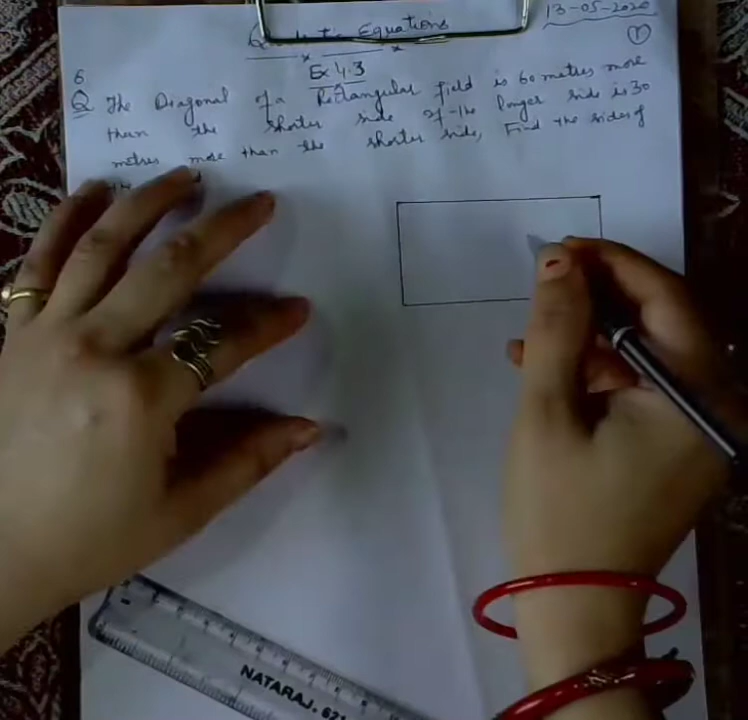 13-05-2020
Equations
1
Ex 4.3
6
Q The Diagonal of a Rectangular field is 60 metres more
than the shorter side of the longer side is 30
metres more than the shorter side, Find the sides of
the
NATARAJ. 621